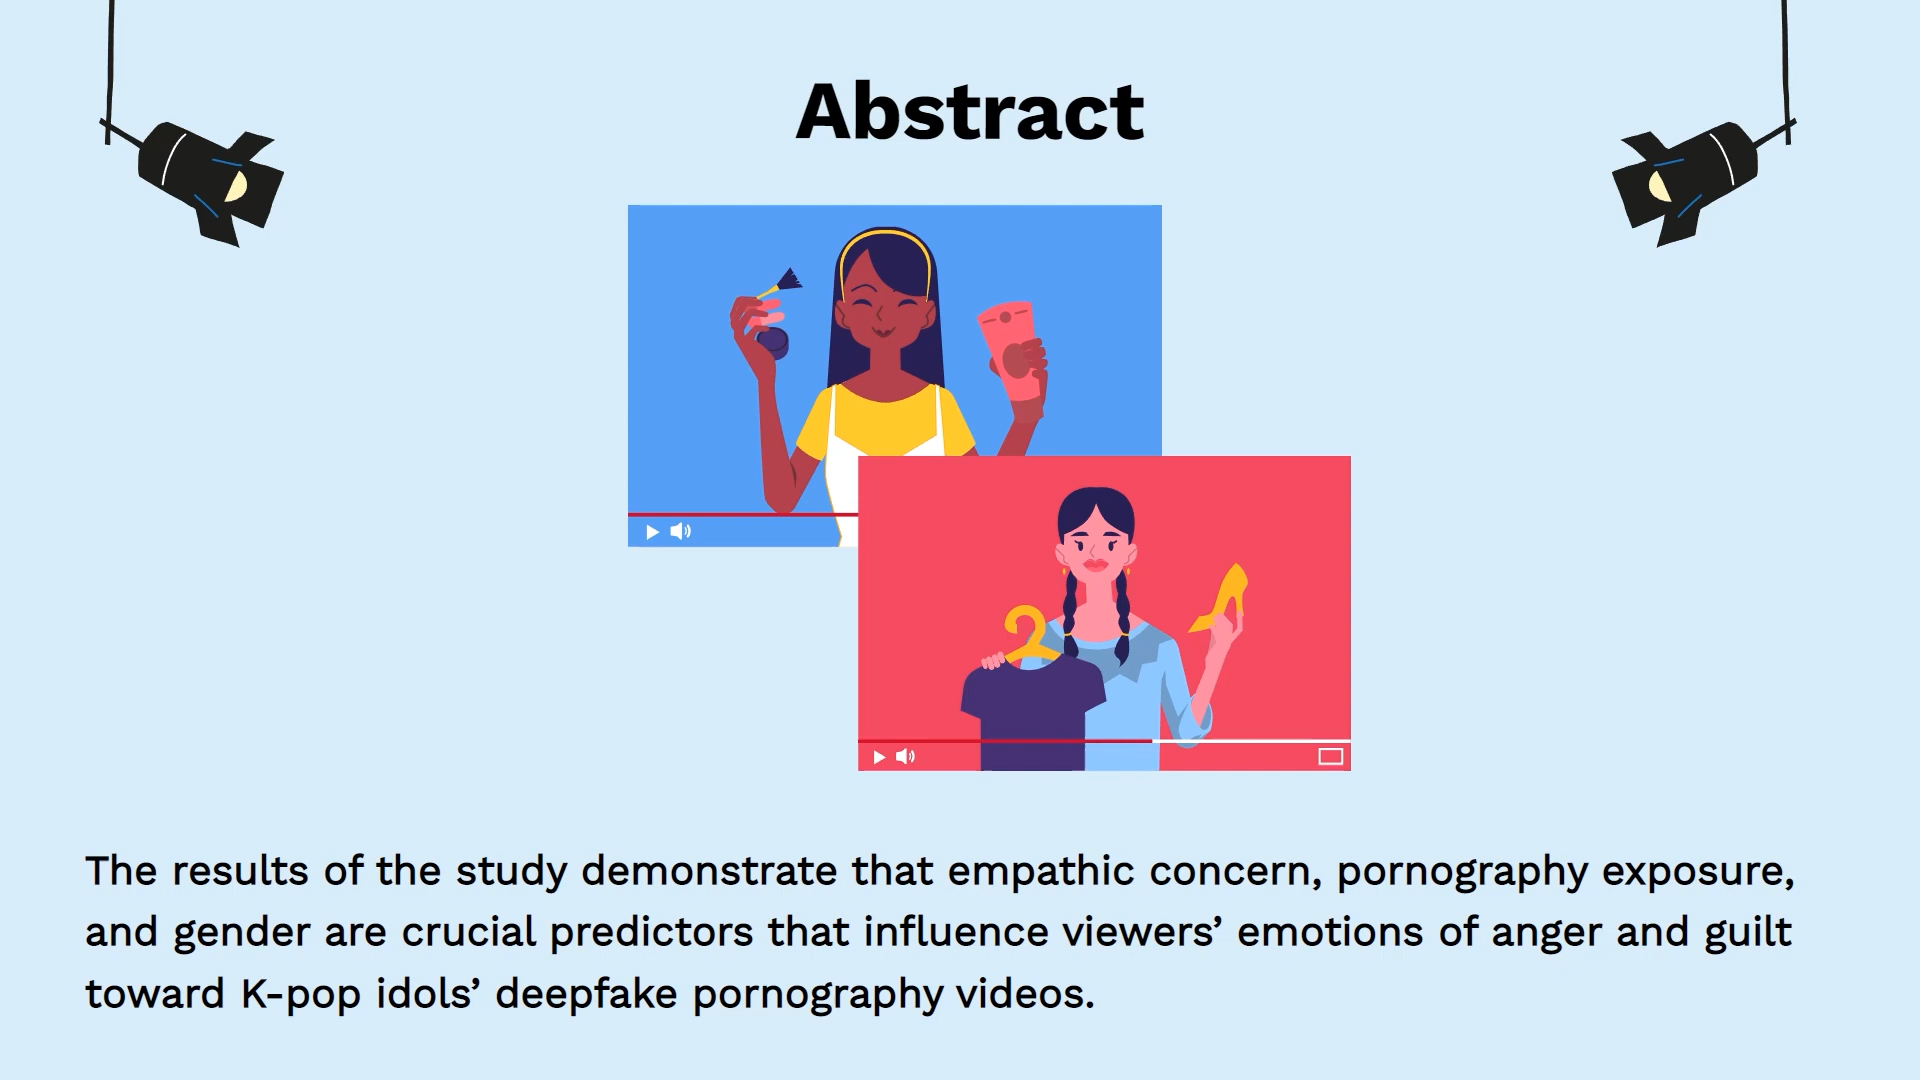 Abstract
The results of the study demonstrate that empathic concern, pornography exposure,
and gender are crucial predictors that influence viewers’ emotions of anger and guilt
toward K-pop idols’ deepfake pornography videos.